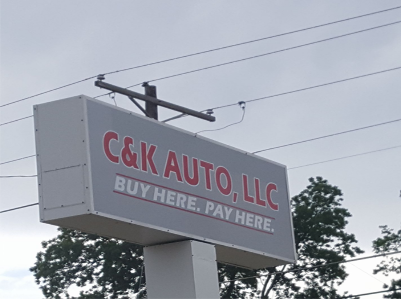 C&K AUTO, LLC
BUY HERE. PAY HERE.